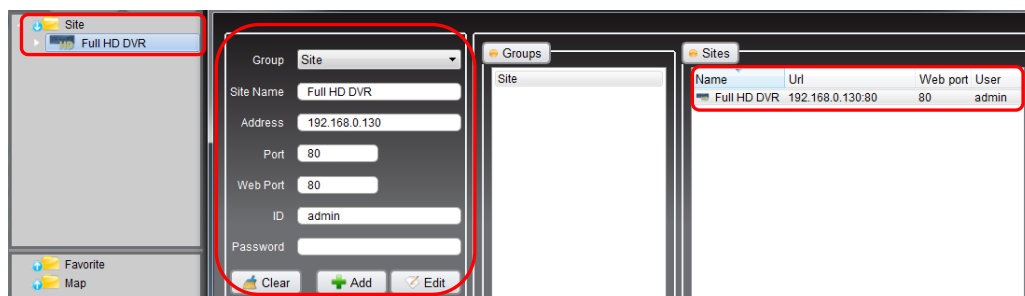 Site
Full HD DVR
Favorite
Map
Group Site
Site Name Full HD DVR
Address 192.168.0.130
Port 80
Web Port 80
ID admin
Password
Clear Add Edit
Groups
Site
Sites
Name Url Web port User
Full HD DVR 192.168.0.130:80 80 admin